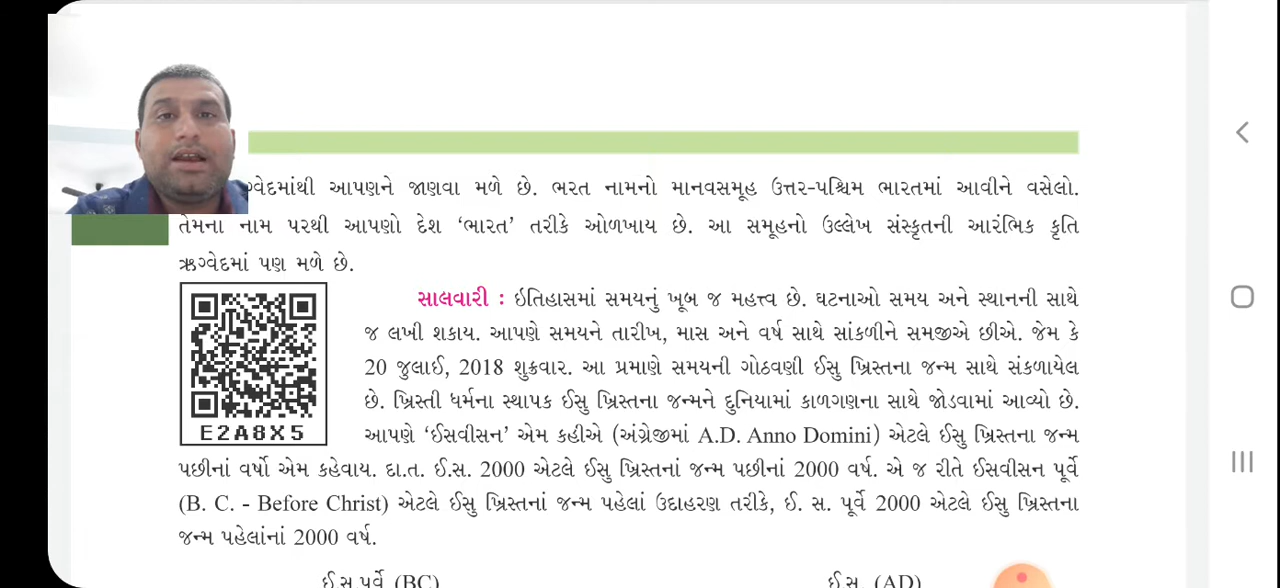 આપણને જાણવા મળે છે. ભરત નામનો માનવસમૂહ ઉત્તર-પશ્ચિમ ભારતમાં આવીને વસેલો.
તેમના નામ પરથી આપણો દેશ ‘ભારત’ તરીકે ઓળખાય છે. આ સમૂહનો ઉલ્લેખ સંસ્કૃતની આરંભિક કૃતિ
ઋગ્વેદમાં પણ મળે છે.
સાલવારી : ઇતિહાસમાં સમયનું ખૂબ જ મહત્ત્વ છે. ઘટનાઓ સમય અને સ્થાનની સાથે
જ લખી શકાય. આપણે સમયને તારીખ, માસ અને વર્ષ સાથે સાંકળીને સમજીએ છીએ. જેમ કે
20 જુલાઈ, 2018 શુક્રવાર. આ પ્રમાણે સમયની ગોઠવણી ઈસુ ખ્રિસ્તના જન્મ સાથે સંકળાયેલ
છે. ખ્રિસ્તી ધર્મના સ્થાપક ઈસુ ખ્રિસ્તના જન્મને દુનિયામાં કાળગણના સાથે જોડવામાં આવ્યો છે.
E2A8X5
આપણે ‘ઈસવીસન’ એમ કહીએ (અંગ્રેજીમાં A.D. Anno Domini) એટલે ઈસુ ખ્રિસ્તના જન્મ
પછીનાં વર્ષો એમ કહેવાય. દા.ત. ઈ.સ. 2000 એટલે ઈસુ ખ્રિસ્તનાં જન્મ પછીનાં 2000 વર્ષ. એ જ રીતે ઈસવીસન પૂર્વે
(B. C. - Before Christ) એટલે ઈસુ ખ્રિસ્તનાં જન્મ પહેલાં ઉદાહરણ તરીકે, ઈ. સ. પૂર્વે 2000 એટલે ઈસુ ખ્રિસ્તના
જન્મ પહેલાંનાં 2000 વર્ષ.
ઈ.સ.પૂર્વે (BC) ઈ.સ. (AD)